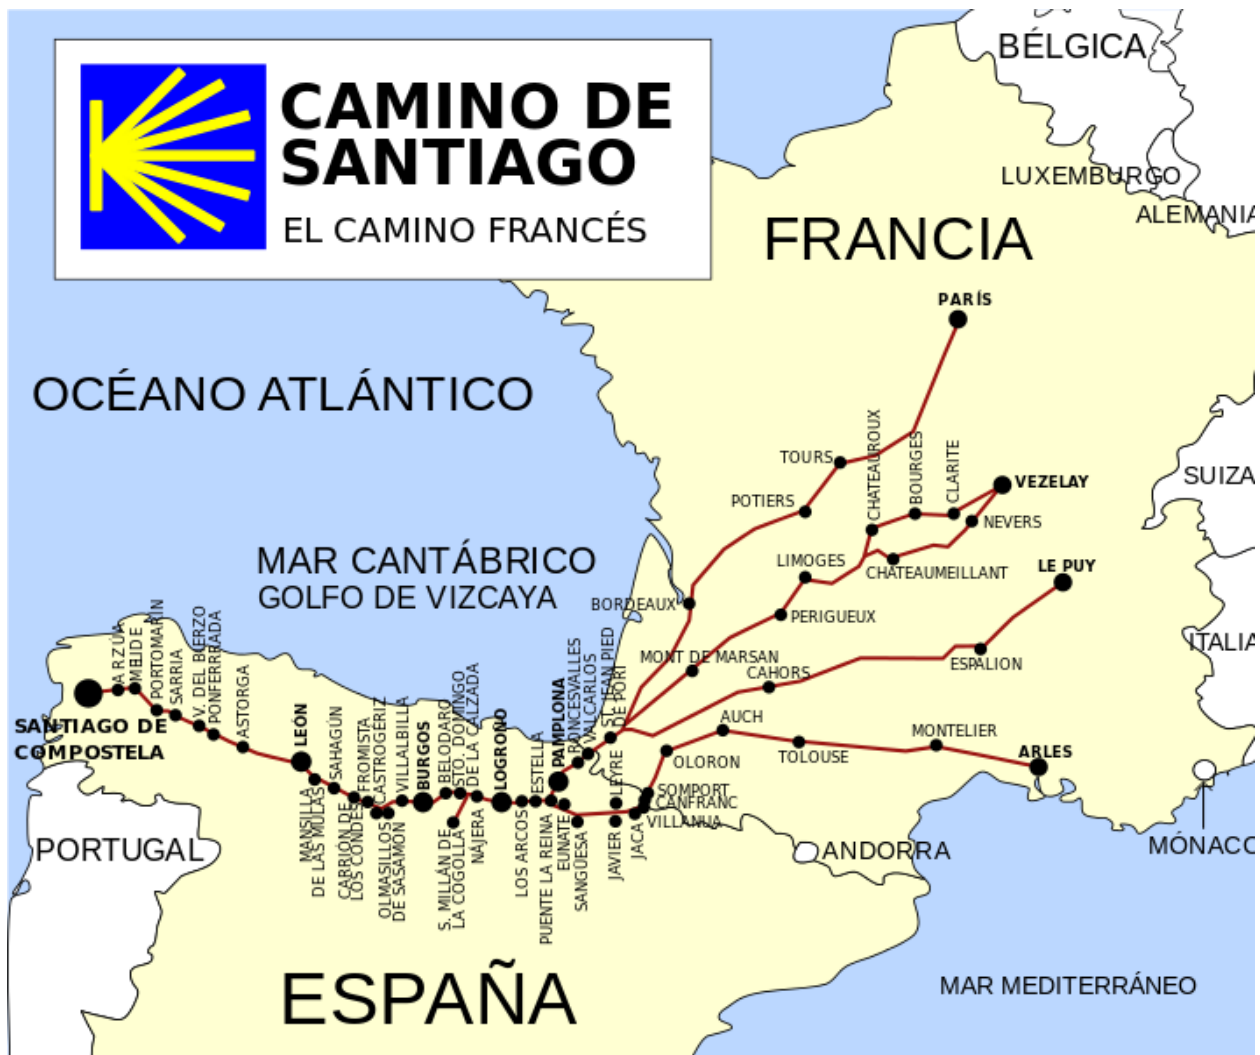 CAMINO DE
SANTIAGO
EL CAMINO FRANCÉS
BÉLGICA
LUXEMBURGO
ALEMANIA
FRANCIA
PARÍS
OCÉANO ATLÁNTICO
SUIZA
TOURS
CHATEAUROUX
BOURGES
CLARITE
VEZELAY
POTIERS
NEVERS
MAR CANTÁBRICO
GOLFO DE VIZCAYA
LIMOGES
CHATEAUMEILLANT
LE PUY
BORDEAUX
PERIGUEUX
ITALIA
MONT DE MARSAN
CAHORS
ESPALION
ARZÚA
MELIDE
PORTOMARÍN
SARRIA
V. DEL BIERZO
PONFERRADA
ASTORGA
LEÓN
SAHAGÚN
FROMISTA
CASTROGERIZ
VILLALBILLA
BURGOS
BELODARO
STO. DOMINGO
DE LA CALZADA
LOGROÑO
ESTELLA
PAMPLONA
RONCESVALLES
VALCARLOS
ST. JEAN PIED
DE PORT
SANTIAGO DE
COMPOSTELA
AUCH
MONTELIER
OLORON
TOLOUSE
ARLES
LEYRE
SOMPORT
CANFRANC
VILLANUA
MANSILLA
DE LAS MULAS
CARRION DE
LOS CONDES
OLMASILLOS
DE SASAMÓN
S. MILLÁN DE
LA COGOLLA
NÁJERA
LOS ARCOS
PUENTE LA REINA
EUNATE
SANGÜESA
JAVIER
JACA
PORTUGAL
ANDORRA
MÓNACO
ESPAÑA
MAR MEDITERRÁNEO